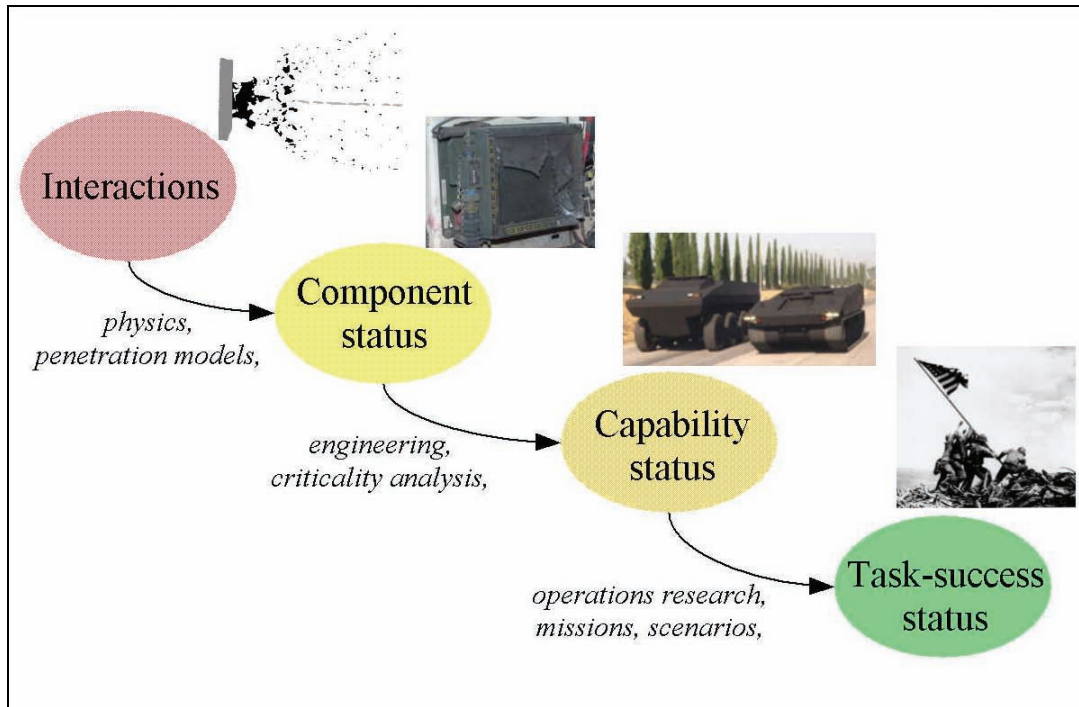 Interactions
physics,
penetration models,
Component
status
engineering,
criticality analysis,
Capability
status
operations research,
missions, scenarios,
Task-success
status